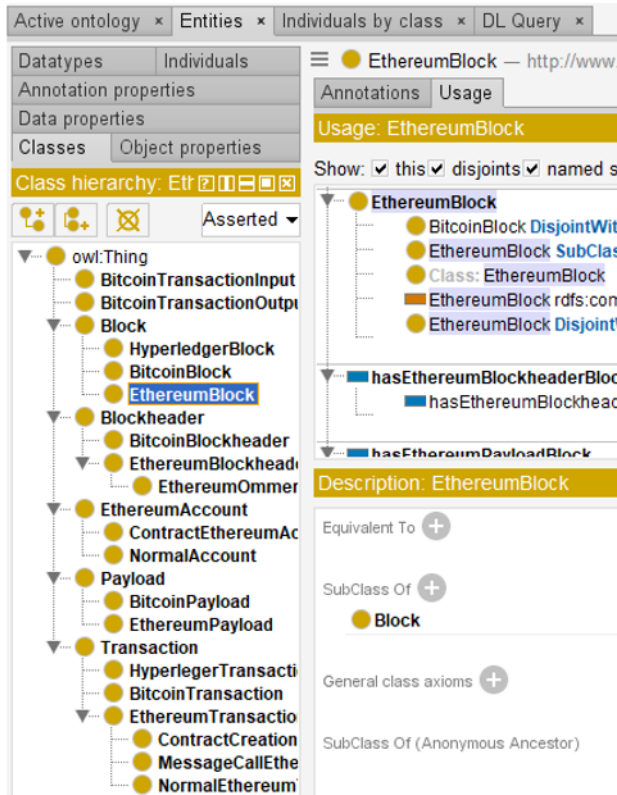 Active ontology × Entities × Individuals by class × DL Query ×
Datatypes Individuals
Annotation properties
Data properties
Classes Object properties
Class hierarchy: Eth
Asserted
owl:Thing
BitcoinTransactionInput
BitcoinTransactionOutpu
Block
HyperledgerBlock
BitcoinBlock
EthereumBlock
Blockheader
BitcoinBlockheader
EthereumBlockheade
EthereumOmmer
EthereumAccount
ContractEthereumAc
NormalAccount
Payload
BitcoinPayload
EthereumPayload
Transaction
HyperlegerTransacti
BitcoinTransaction
EthereumTransactio
ContractCreation
MessageCallEthe
NormalEthereum
EthereumBlock — http://www.
Annotations Usage
Usage: EthereumBlock
Show: this disjoints named s
EthereumBlock
BitcoinBlock DisjointWit
EthereumBlock SubClas
Class: EthereumBlock
EthereumBlock rdfs:com
EthereumBlock Disjoint
hasEthereumBlockheaderBloc
hasEthereumBlockhead
hasEthereumPayloadBlock
Description: EthereumBlock
Equivalent To
SubClass Of
Block
General class axioms
SubClass Of (Anonymous Ancestor)